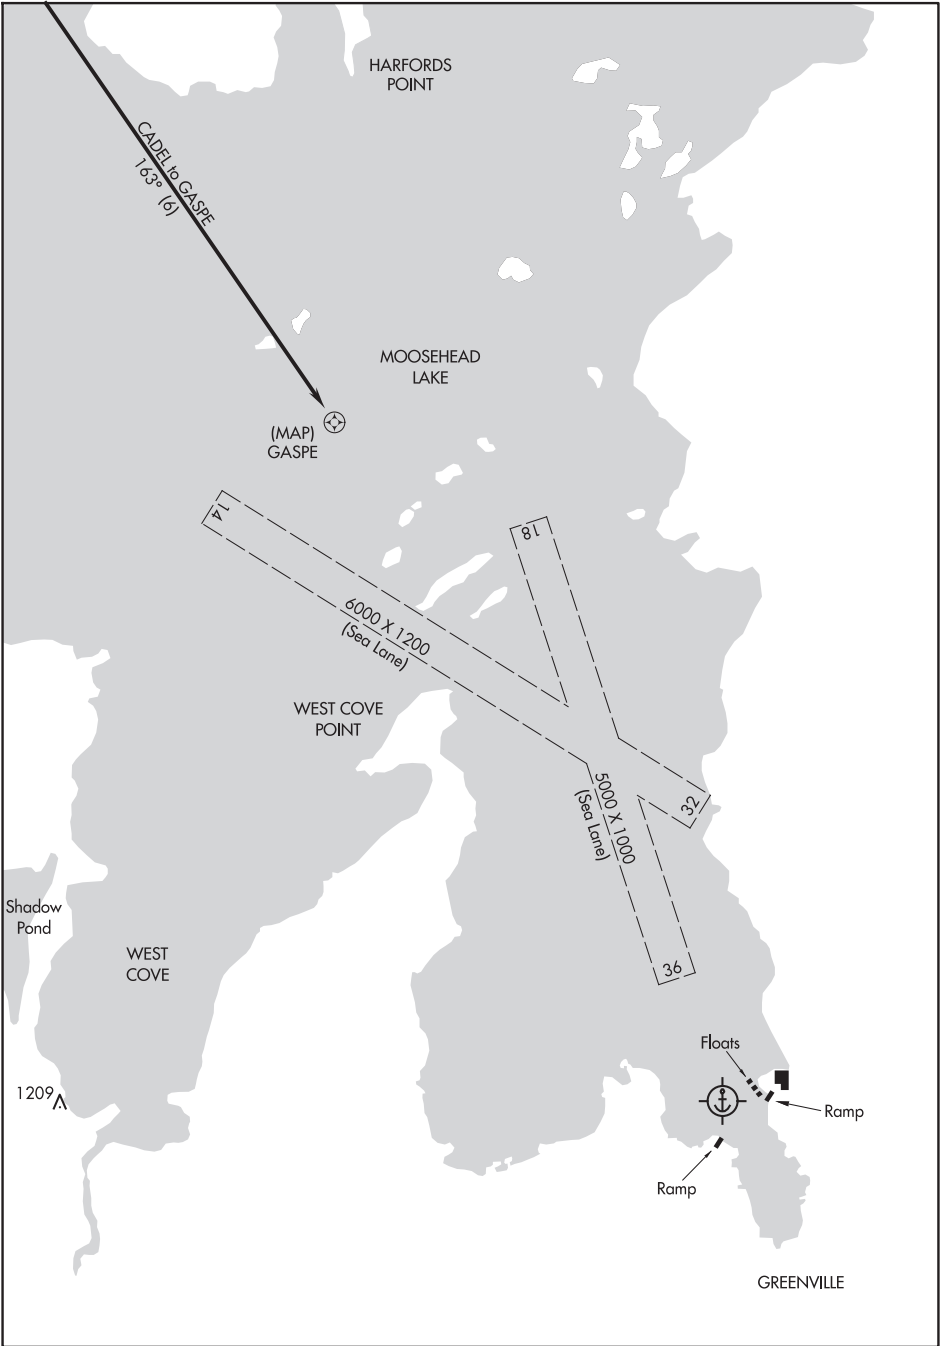 HARFORDS
POINT
CADEL to GASPE
163° (6)
MOOSEHEAD
LAKE
(MAP)
GASPE
14
18
6000 X 1200
(Sea Lane)
WEST COVE
POINT
5000 X 1000
(Sea Lane)
32
Shadow
Pond
WEST
COVE
36
Floats
1209
Ramp
Ramp
GREENVILLE